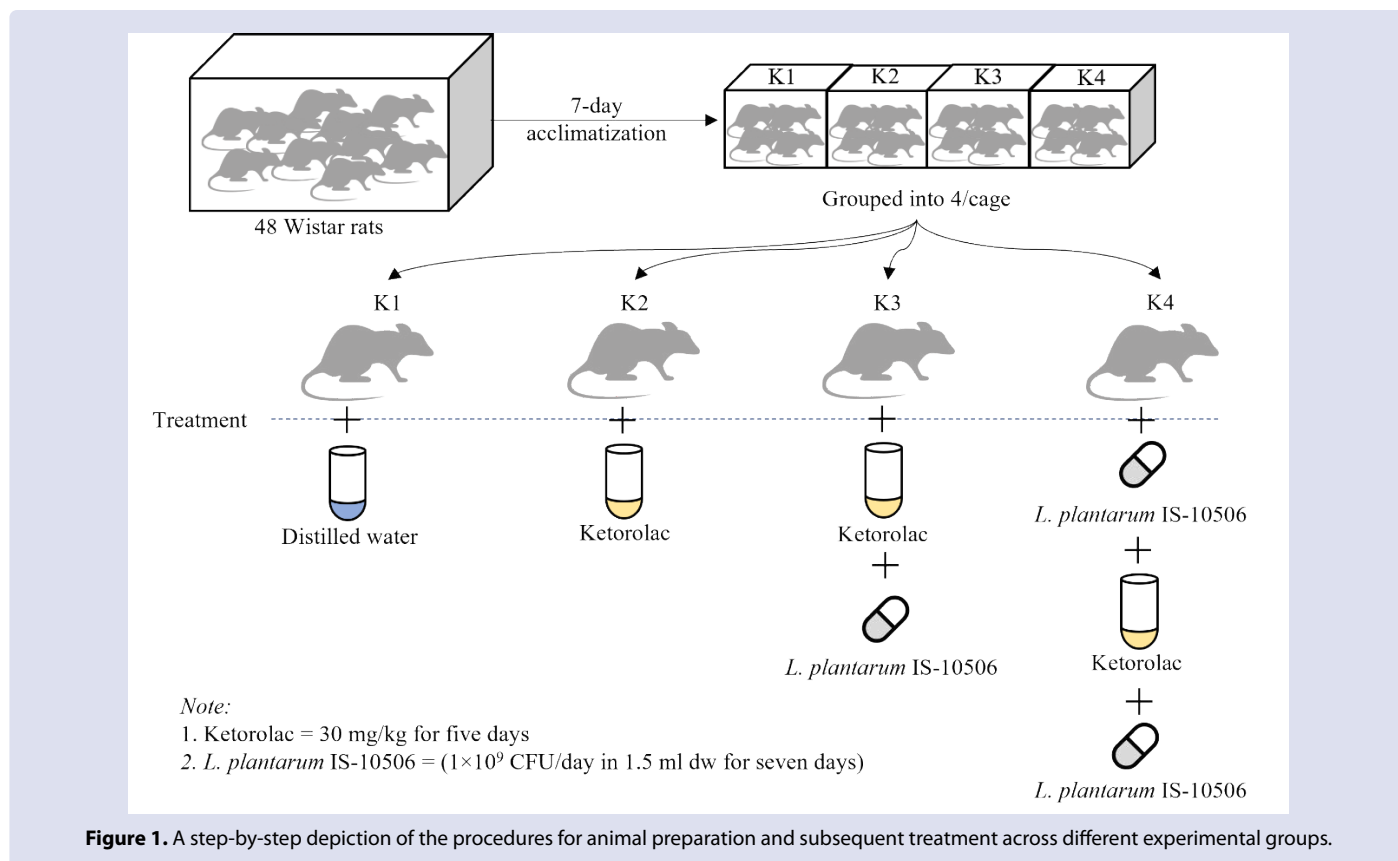 K1 K2 K3 K4
7-day
acclimatization
48 Wistar rats
Grouped into 4/cage
K1 K2 K3 K4
Treatment
Distilled water
Ketorolac
Ketorolac
+
L. plantarum IS-10506
L. plantarum IS-10506
+
Ketorolac
+
L. plantarum IS-10506
Note:
1. Ketorolac = 30 mg/kg for five days
2. L. plantarum IS-10506 = (1×10⁹ CFU/day in 1.5 ml dw for seven days)
Figure 1. A step-by-step depiction of the procedures for animal preparation and subsequent treatment across different experimental groups.